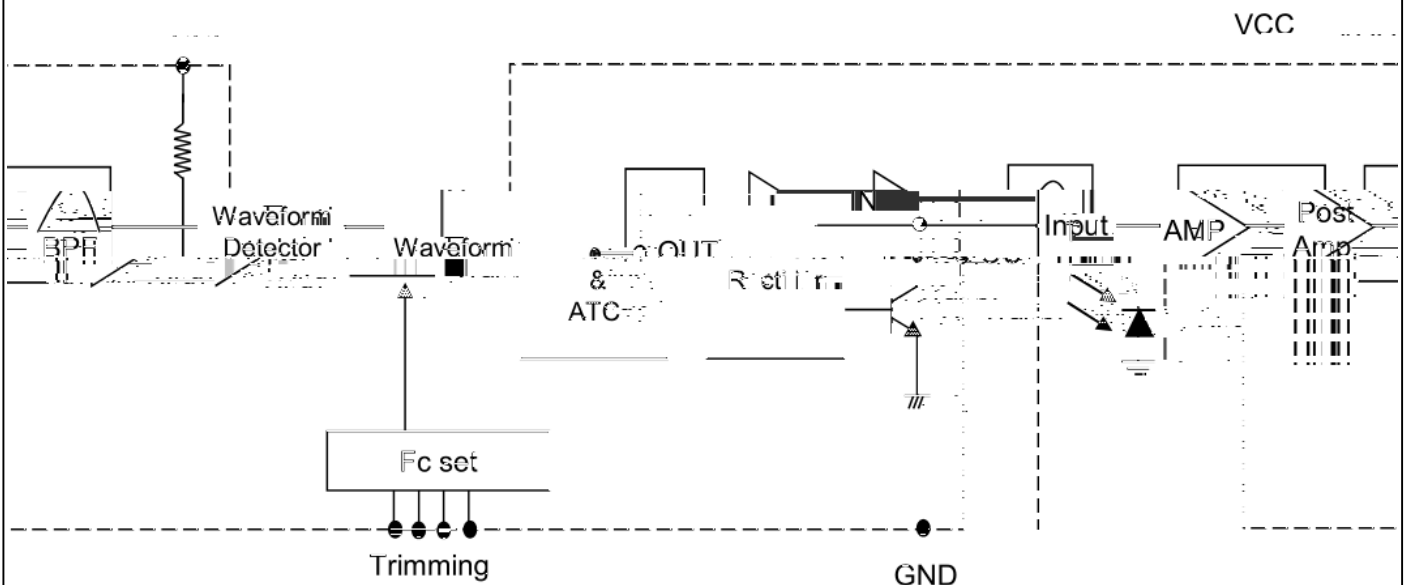 VCC
Waveform
Detector
BPF
Waveform
OUT
Input
AMP
Post
Amp
&
ATC
Fc set
Trimming
GND